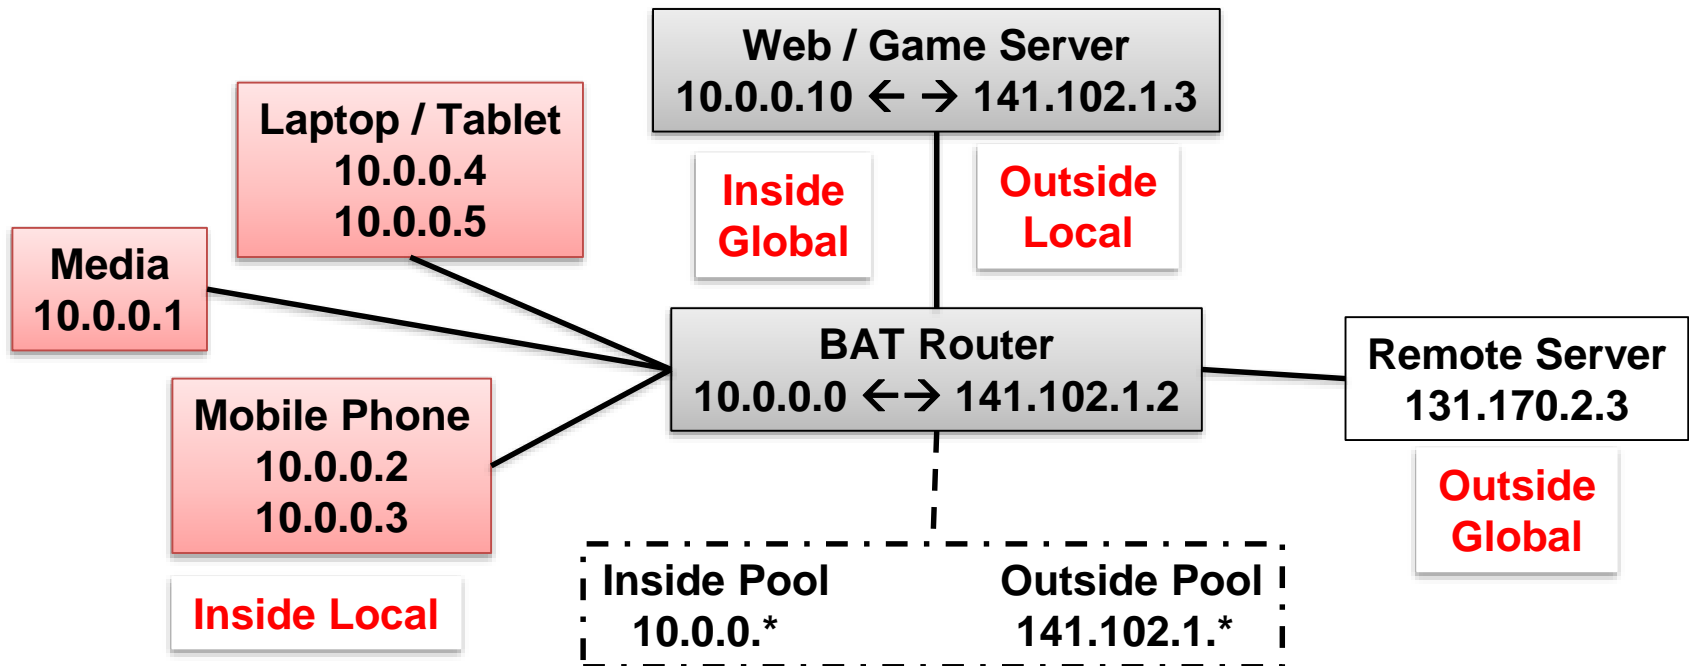 Web / Game Server
10.0.0.10 ← → 141.102.1.3
Laptop / Tablet
10.0.0.4
10.0.0.5
Inside
Global
Outside
Local
Media
10.0.0.1
BAT Router
10.0.0.0 ←→ 141.102.1.2
Remote Server
131.170.2.3
Mobile Phone
10.0.0.2
10.0.0.3
Outside
Global
Inside Local
Inside Pool
10.0.0.*
Outside Pool
141.102.1.*